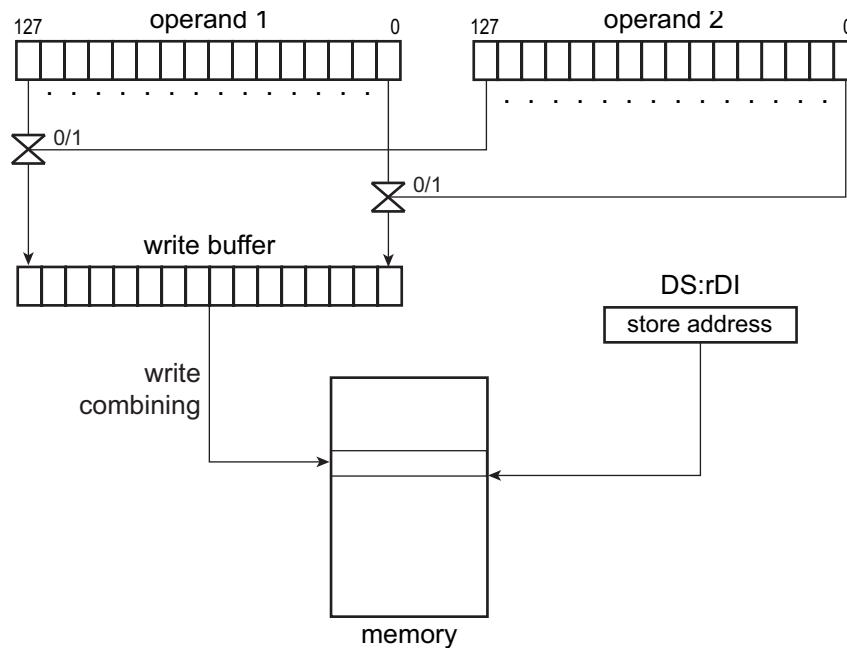 operand 1
operand 2
127
0
127
0
0/1
0/1
write buffer
DS:rDI
store address
write
combining
memory